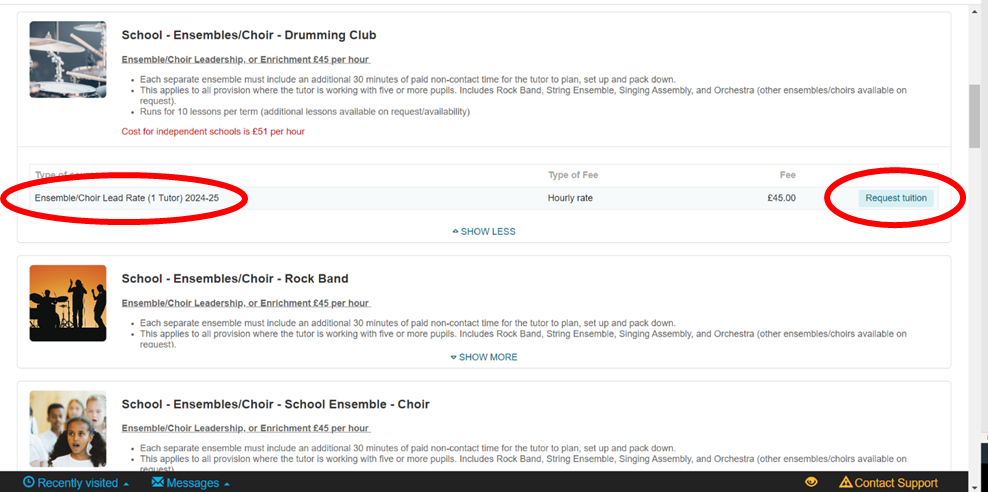 School - Ensembles/Choir - Drumming Club
Ensemble/Choir Leadership, or Enrichment £45 per hour
• Each separate ensemble must include an additional 30 minutes of paid non-contact time for the tutor to plan, set up and pack down.
• This applies to all provision where the tutor is working with five or more pupils. Includes Rock Band, String Ensemble, Singing Assembly, and Orchestra (other ensembles/choirs available on
request).
• Runs for 10 lessons per term (additional lessons available on request/availability)
Cost for independent schools is £51 per hour
Type of Type of Fee Fee
Ensemble/Choir Lead Rate (1 Tutor) 2024-25 Hourly rate £45.00 Request tuition
SHOW LESS
School - Ensembles/Choir - Rock Band
Ensemble/Choir Leadership, or Enrichment £45 per hour
• Each separate ensemble must include an additional 30 minutes of paid non-contact time for the tutor to plan, set up and pack down.
• This applies to all provision where the tutor is working with five or more pupils. Includes Rock Band, String Ensemble, Singing Assembly, and Orchestra (other ensembles/choirs available on
request).
SHOW MORE
School - Ensembles/Choir - School Ensemble - Choir
Ensemble/Choir Leadership, or Enrichment £45 per hour
• Each separate ensemble must include an additional 30 minutes of paid non-contact time for the tutor to plan, set up and pack down.
• This applies to all provision where the tutor is working with five or more pupils. Includes Rock Band, String Ensemble, Singing Assembly, and Orchestra (other ensembles/choirs available on
request).
Recently visited Messages Contact Support